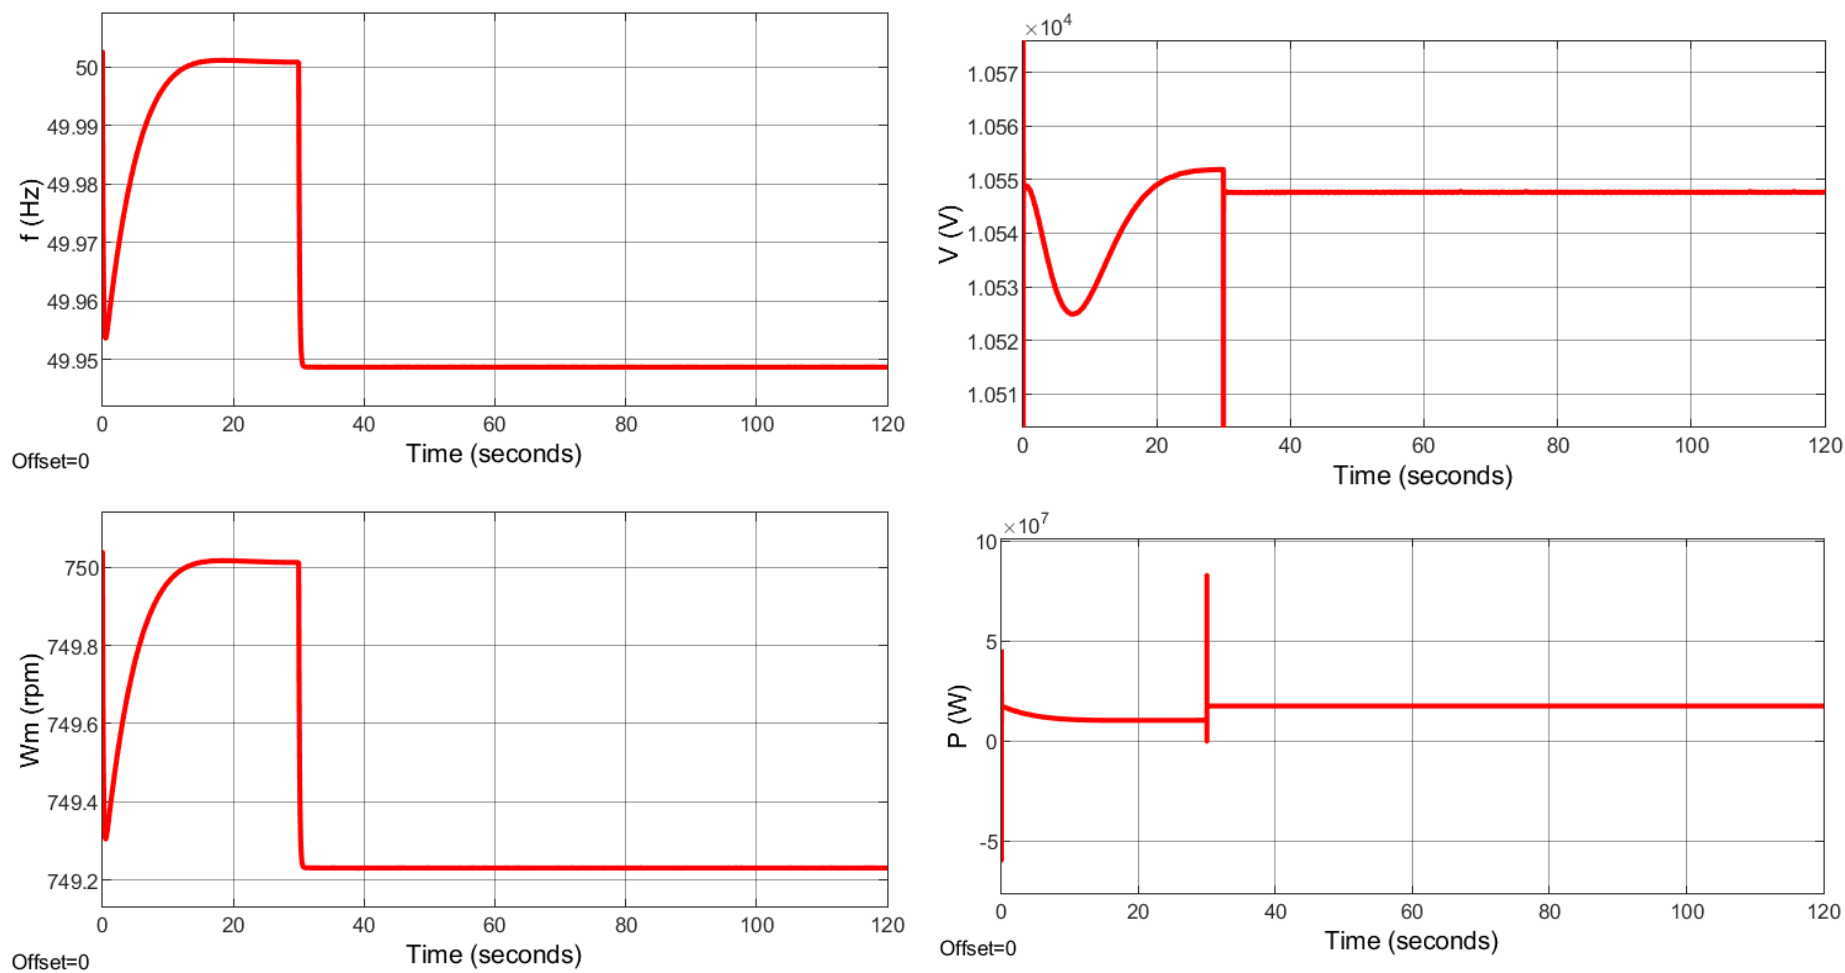 50
49.99
49.98
49.97
49.96
49.95
f (Hz)
0 20 40 60 80 100 120
Time (seconds)
Offset=0
×10⁴
1.057
1.056
1.055
1.054
1.053
1.052
1.051
V (V)
0 20 40 60 80 100 120
Time (seconds)
750
749.8
749.6
749.4
749.2
Wm (rpm)
0 20 40 60 80 100 120
Time (seconds)
Offset=0
×10⁷
10
5
0
-5
P (W)
0 20 40 60 80 100 120
Time (seconds)
Offset=0